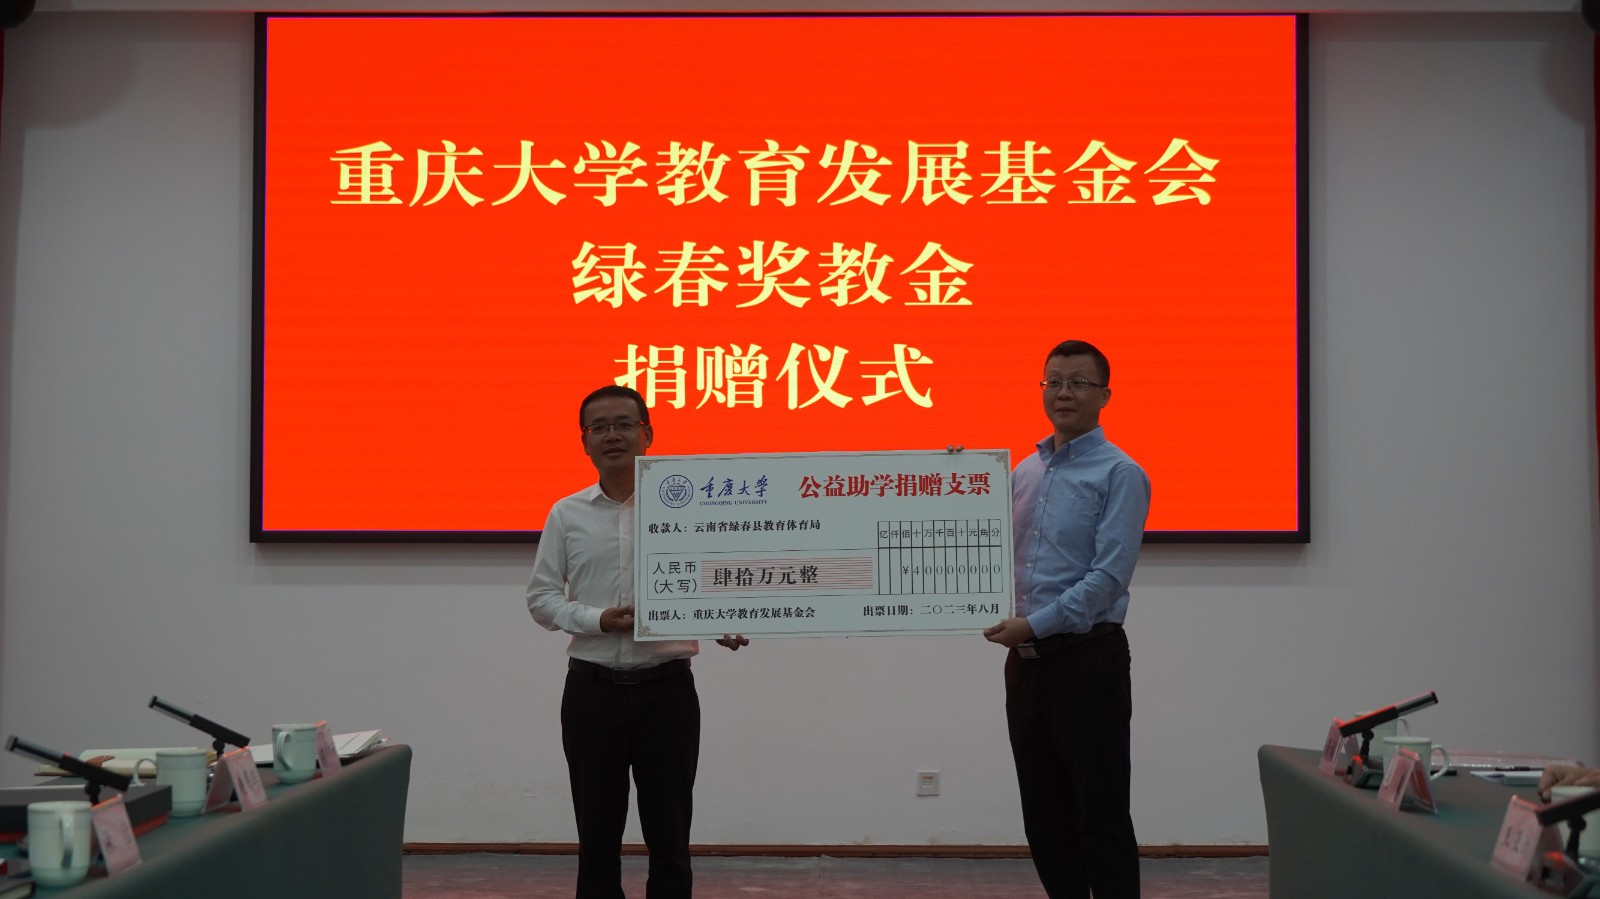 重庆大学教育发展基金会
绿春奖教金
捐赠仪式
重庆大学
CHONGQING UNIVERSITY
公益助学捐赠支票
收款人：云南省绿春县教育体育局
亿仟佰十万千百十元角分
人民币
(大写)
肆拾万元整
¥40000000
出票人：重庆大学教育发展基金会
出票日期：二〇二三年八月